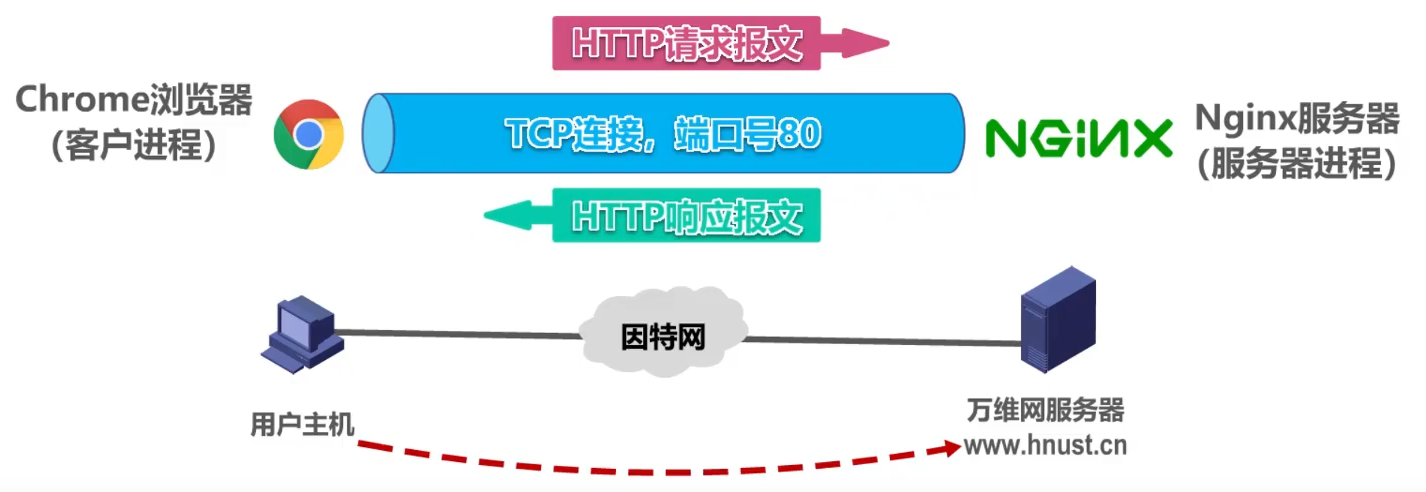 HTTP请求报文
Chrome浏览器
（客户进程）
TCP连接，端口号80
NGiNX
Nginx服务器
（服务器进程）
HTTP响应报文
因特网
用户主机
万维网服务器
www.hnust.cn